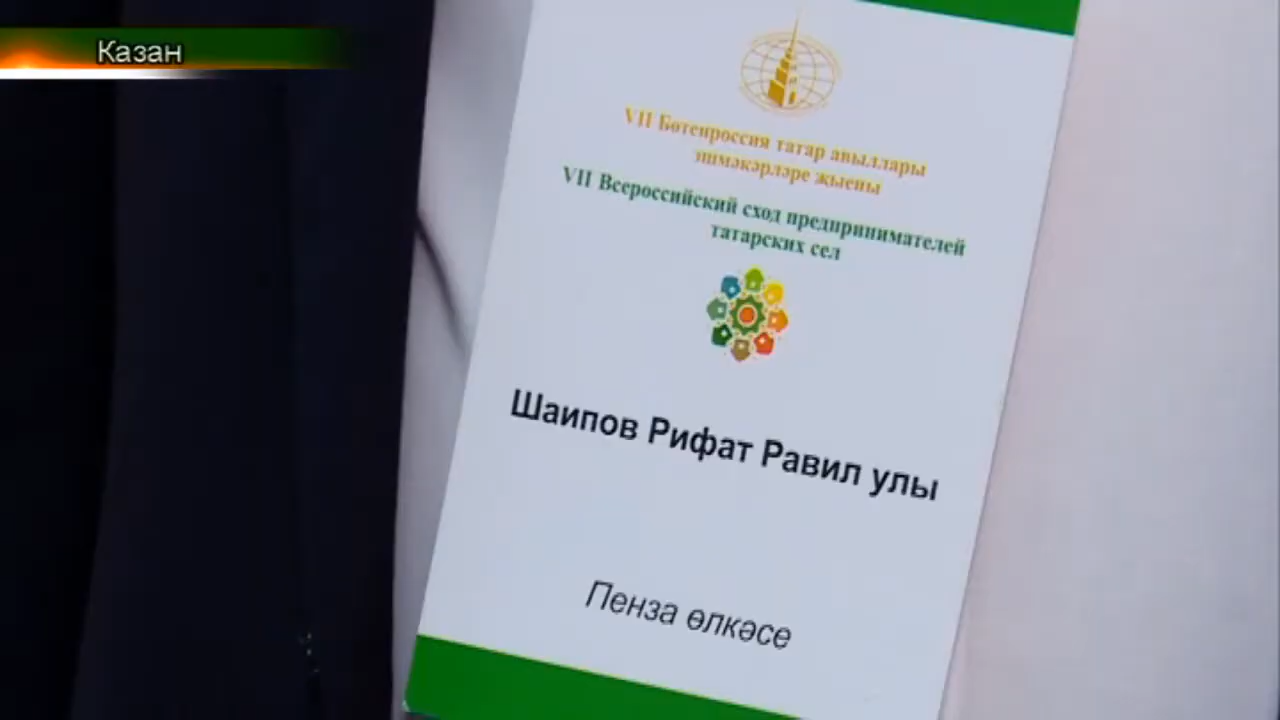 Казан
VII Бөтенроссия татар авыллары
эшмәкәрләре җыены
VII Всероссийский сход предпринимателей
татарских сел
Шаипов Рифат Равил улы
Пенза өлкәсе